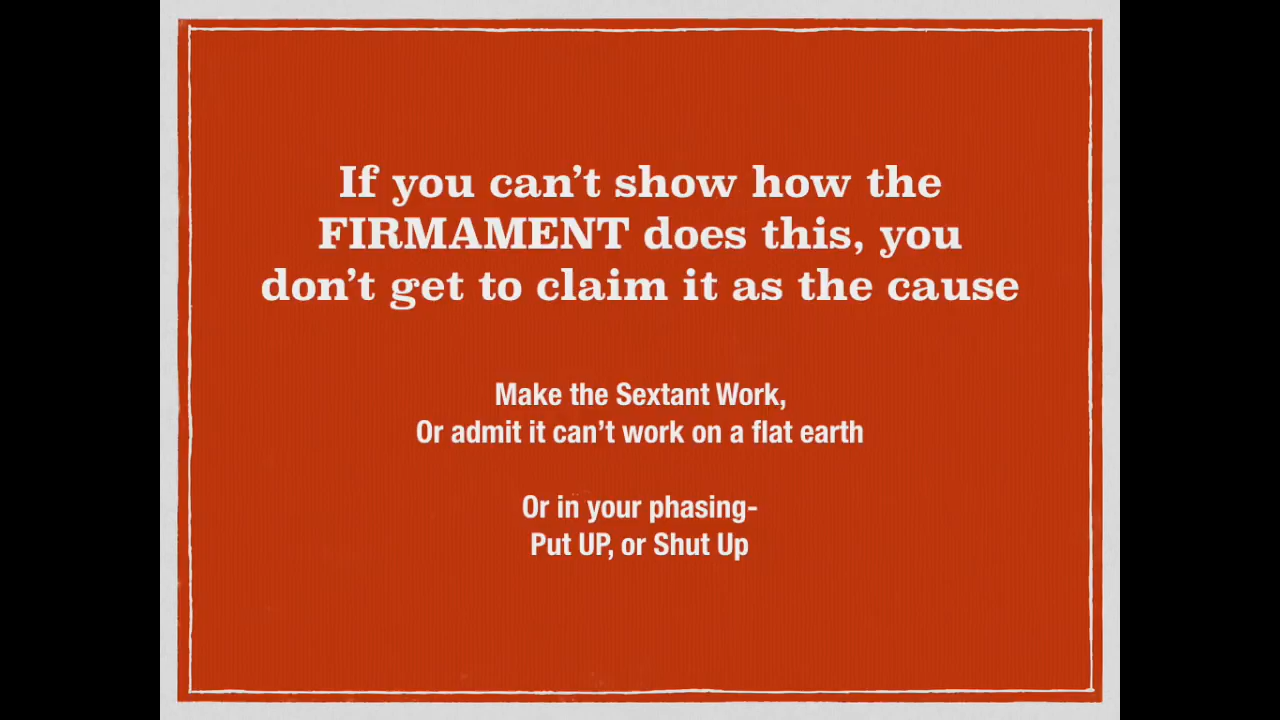 If you can’t show how the
FIRMAMENT does this, you
don’t get to claim it as the cause
Make the Sextant Work,
Or admit it can’t work on a flat earth
Or in your phasing-
Put UP, or Shut Up